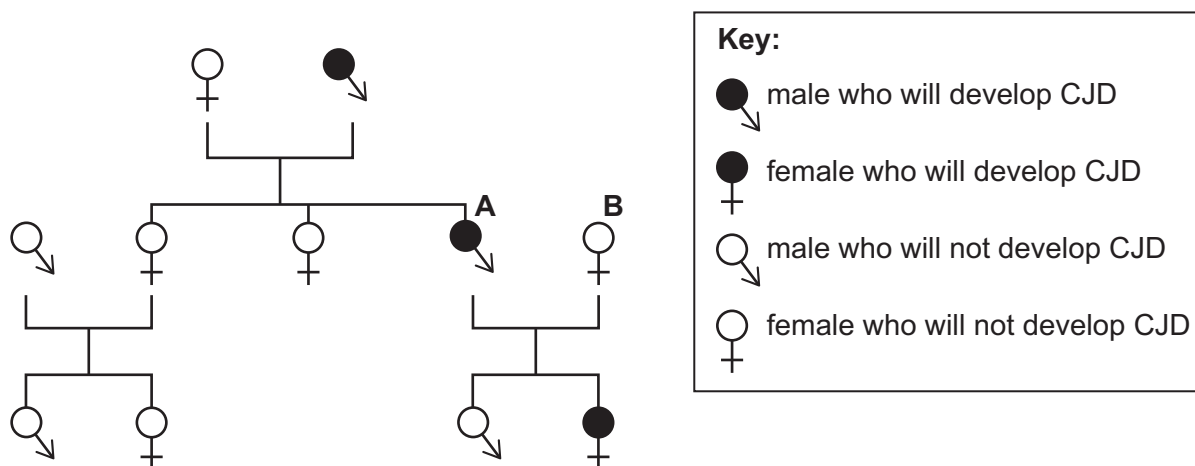 Key:
male who will develop CJD
female who will develop CJD
male who will not develop CJD
female who will not develop CJD
A
B